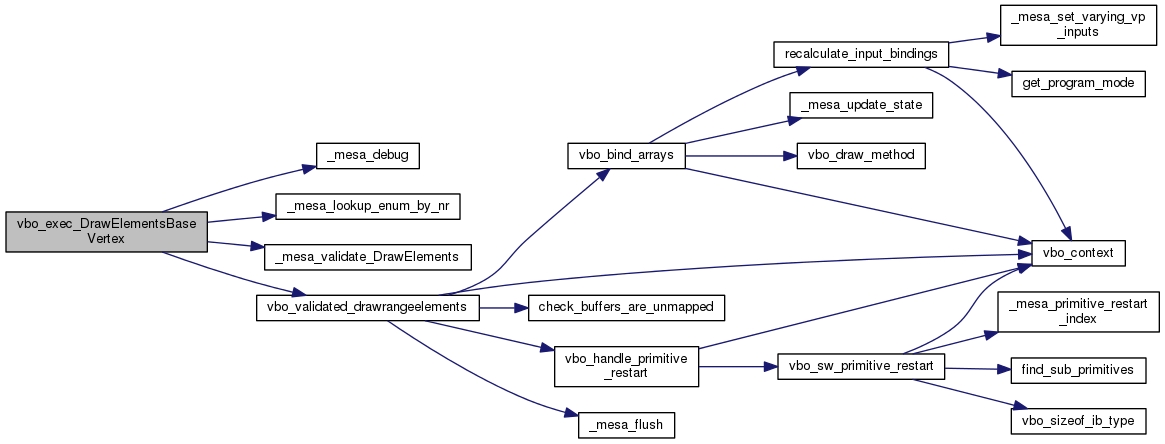 vbo_exec_DrawElementsBase
Vertex
_mesa_debug
_mesa_lookup_enum_by_nr
_mesa_validate_DrawElements
vbo_validated_drawrangeelements
vbo_bind_arrays
check_buffers_are_unmapped
vbo_handle_primitive
_restart
_mesa_flush
recalculate_input_bindings
_mesa_update_state
vbo_draw_method
vbo_sw_primitive_restart
_mesa_set_varying_vp
_inputs
get_program_mode
vbo_context
_mesa_primitive_restart
_index
find_sub_primitives
vbo_sizeof_ib_type